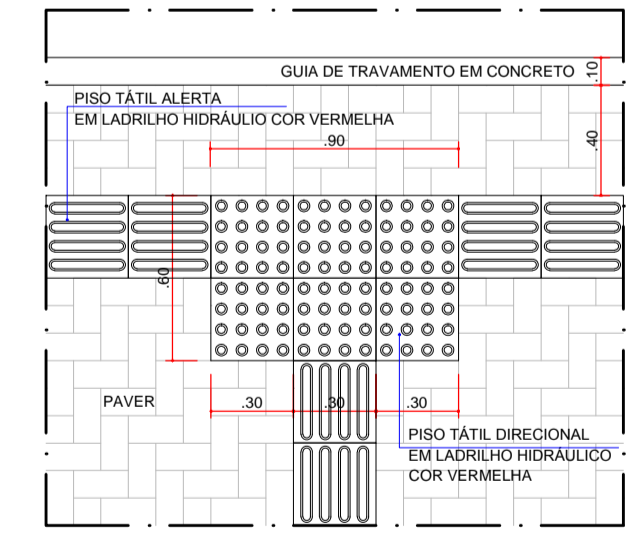 GUIA DE TRAVAMENTO EM CONCRETO
.10
PISO TÁTIL ALERTA
EM LADRILHO HIDRÁULIO COR VERMELHA
.90
.40
.60
PAVER
.30 .30 .30
PISO TÁTIL DIRECIONAL
EM LADRILHO HIDRÁULICO
COR VERMELHA